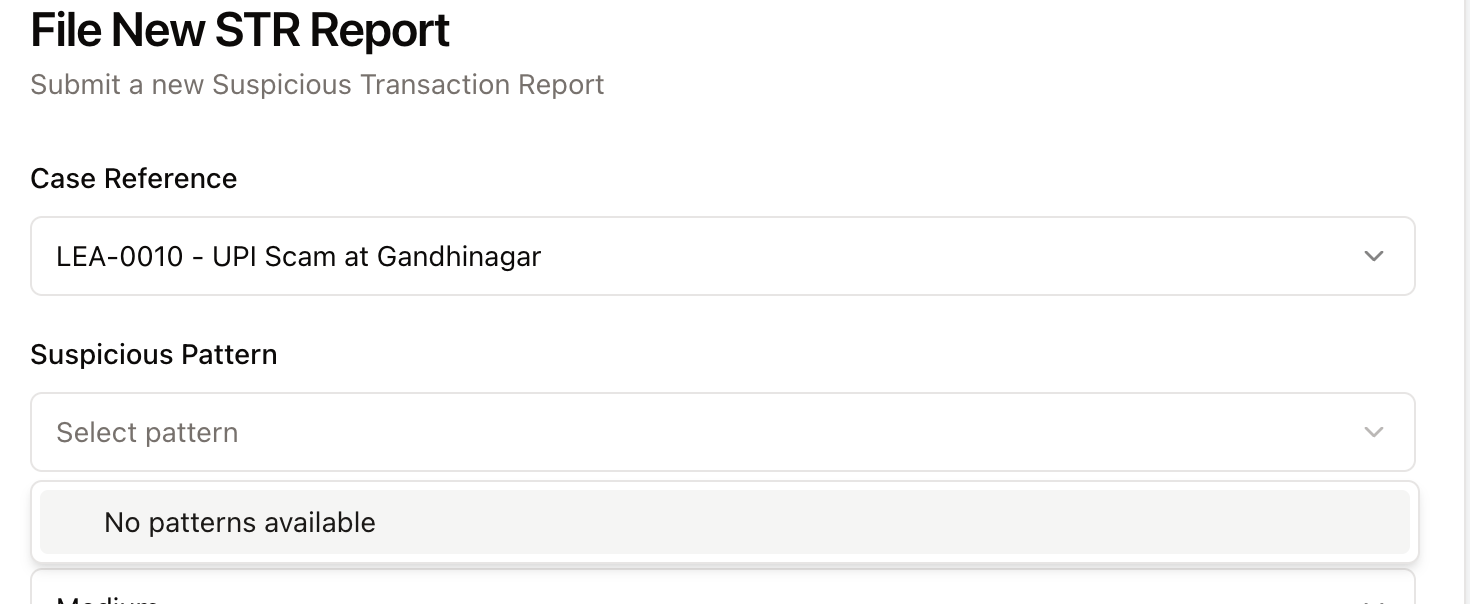 File New STR Report
Submit a new Suspicious Transaction Report
Case Reference
LEA-0010 - UPI Scam at Gandhinagar
Suspicious Pattern
Select pattern
No patterns available
Medium